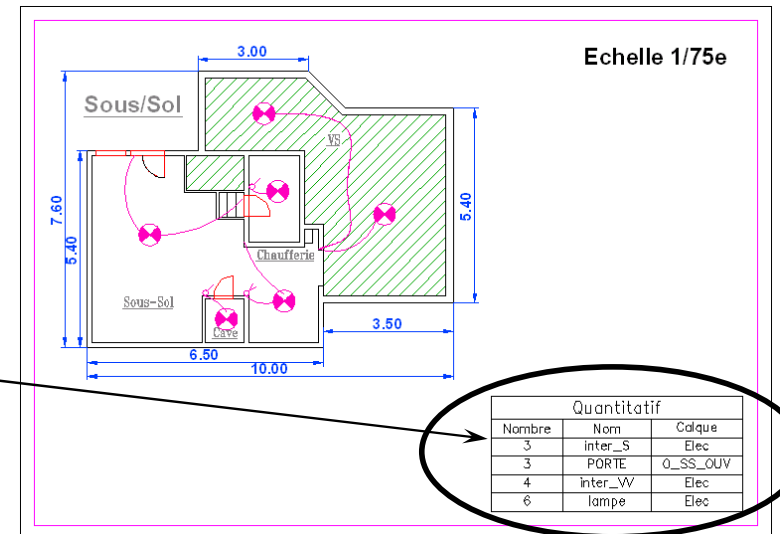 3.00
Echelle 1/75e
Sous/Sol
VS
7.60
5.40
5.40
Chaufferie
Sous-Sol
Cave
3.50
6.50
10.00
Quantitatif
Nombre Nom Calque
3 inter_S Elec
3 PORTE 0_SS_OUV
4 inter_VV Elec
6 lampe Elec